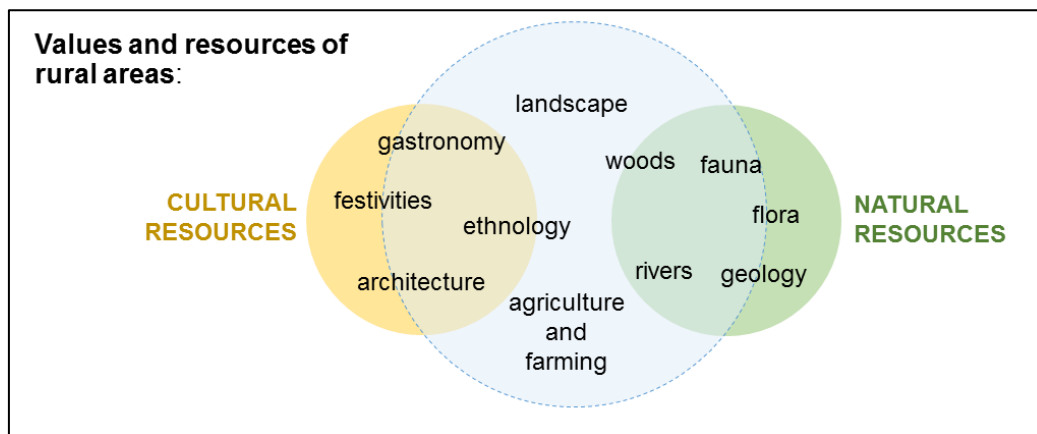 Values and resources of
rural areas:
landscape
gastronomy
woods
fauna
festivities
CULTURAL
RESOURCES
ethnology
flora
NATURAL
RESOURCES
architecture
rivers
geology
agriculture
and
farming